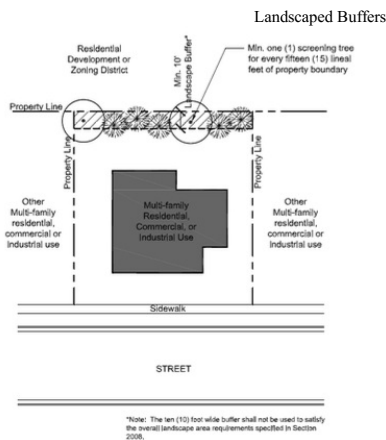 Landscaped Buffers
Residential
Development or
Zoning District
Min. 10'
Landscape Buffer*
Min. one (1) screening tree
for every fifteen (15) lineal
feet of property boundary
Property Line
Property Line
Property Line
Other
Multi-family
residential,
commercial or
industrial use
Multi-family
Residential,
Commercial, or
Industrial Use
Other
Multi-family
residential,
commercial or
industrial use
Sidewalk
STREET
*Note: The ten (10) foot wide buffer shall not be used to satisfy
the overall landscape area requirements specified in Section
2008.